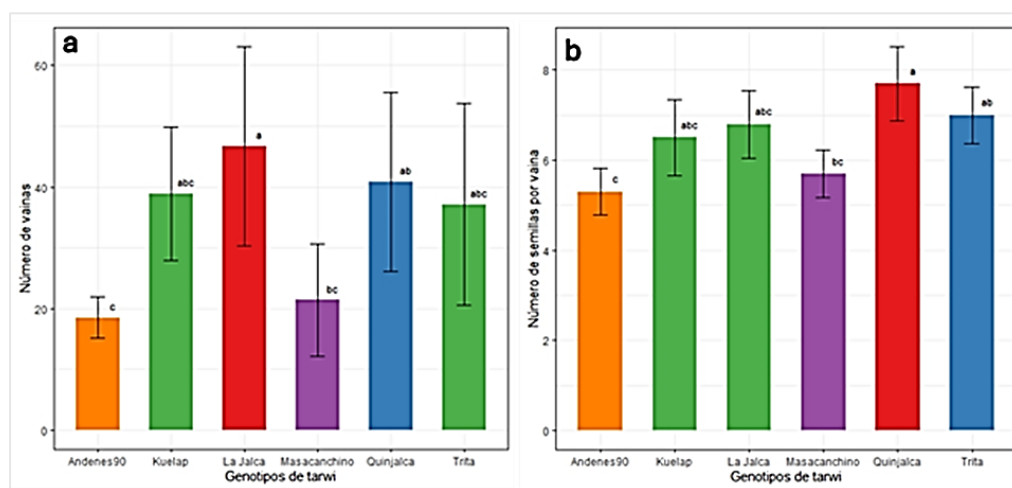 a
Número de vainas
60
40
20
0
c
abc
a
bc
ab
abc
Andenes90 Kuelap La Jalca Masacanchino Quinjalca Trita
Genotipos de tarwi
b
Número de semillas por vaina
8
6
4
2
0
c
abc
abc
bc
a
ab
Andenes90 Kuelap La Jalca Masacanchino Quinjalca Trita
Genotipos de tarwi